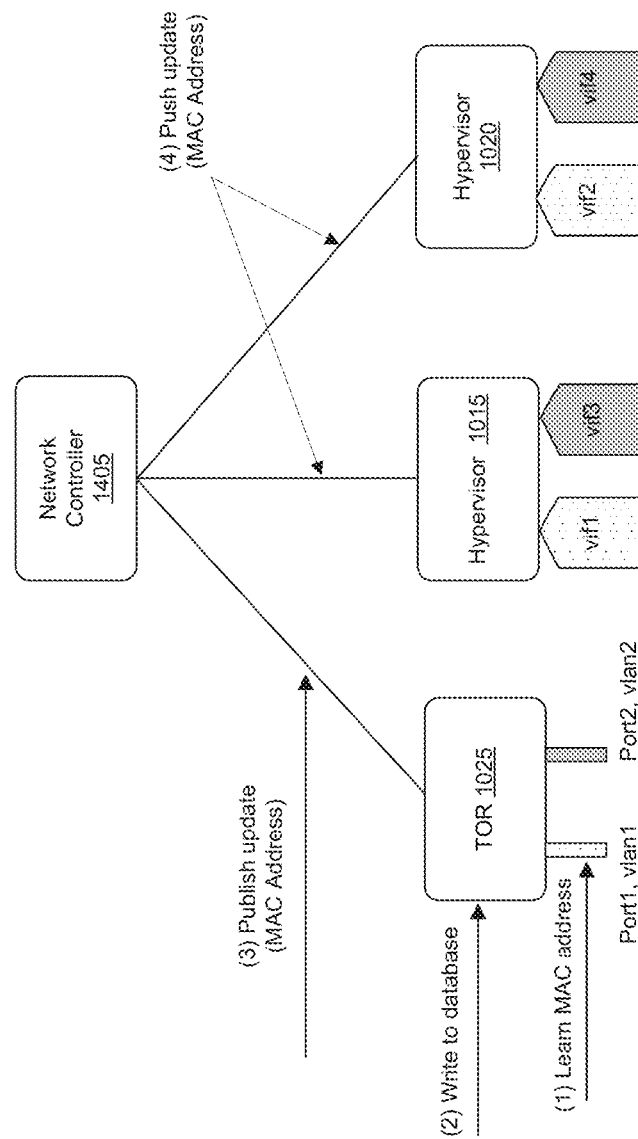 Network
Controller
1405
(4) Push update
(MAC Address)
(3) Publish update
(MAC Address)
(2) Write to database
(1) Learn MAC address
TOR 1025
Port1, vlan1
Port2, vlan2
Hypervisor 1015
vif1
vif3
Hypervisor
1020
vif2
vif4